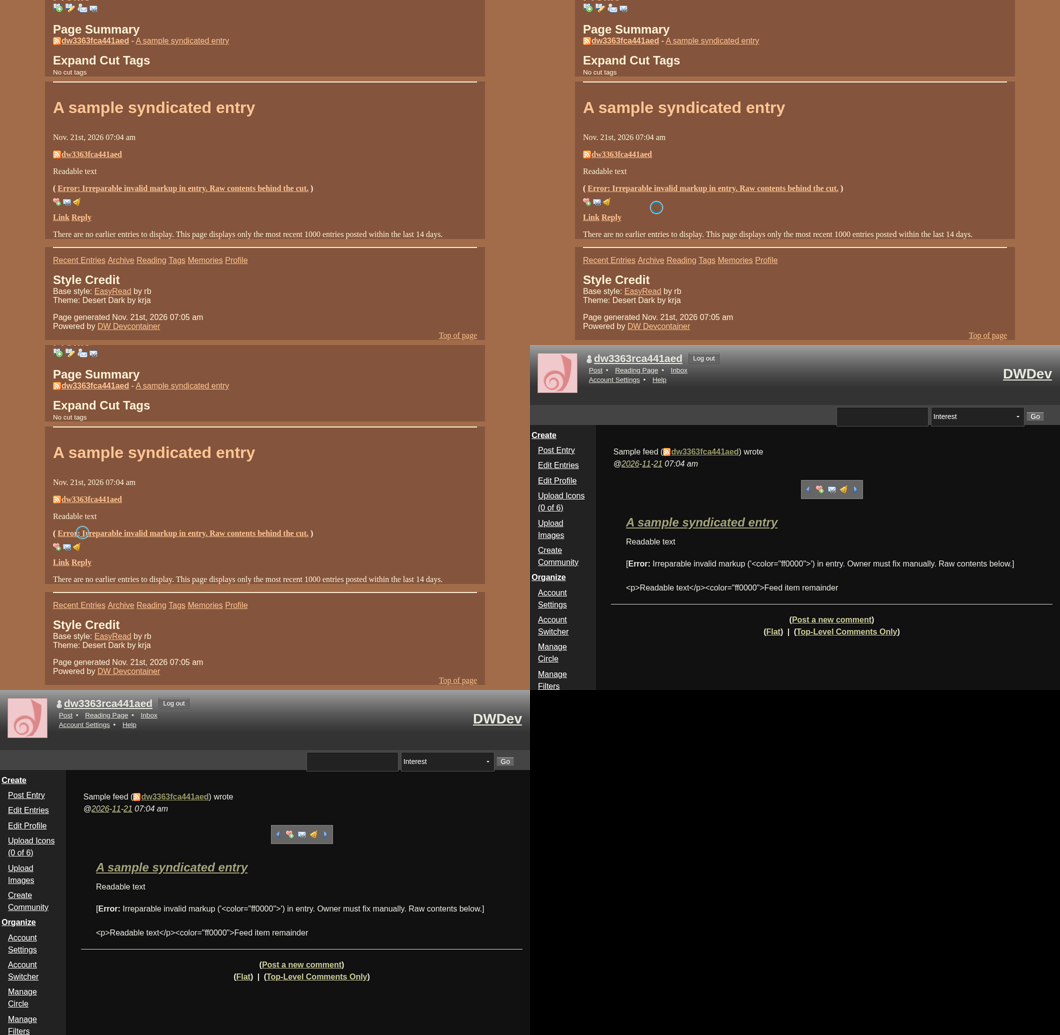 Page Summary
dw3363fca441aed - A sample syndicated entry
Expand Cut Tags
No cut tags
A sample syndicated entry
Nov. 21st, 2026 07:04 am
dw3363fca441aed
Readable text
( Error: Irreparable invalid markup in entry. Raw contents behind the cut. )
Link Reply
There are no earlier entries to display. This page displays only the most recent 1000 entries posted within the last 14 days.
Recent Entries Archive Reading Tags Memories Profile
Style Credit
Base style: EasyRead by rb
Theme: Desert Dark by krja
Page generated Nov. 21st, 2026 07:05 am
Powered by DW Devcontainer
Top of page
Page Summary
dw3363fca441aed - A sample syndicated entry
Expand Cut Tags
No cut tags
A sample syndicated entry
Nov. 21st, 2026 07:04 am
dw3363fca441aed
Readable text
( Error: Irreparable invalid markup in entry. Raw contents behind the cut. )
Link Reply
There are no earlier entries to display. This page displays only the most recent 1000 entries posted within the last 14 days.
Recent Entries Archive Reading Tags Memories Profile
Style Credit
Base style: EasyRead by rb
Theme: Desert Dark by krja
Page generated Nov. 21st, 2026 07:05 am
Powered by DW Devcontainer
Top of page
Page Summary
dw3363fca441aed - A sample syndicated entry
Expand Cut Tags
No cut tags
A sample syndicated entry
Nov. 21st, 2026 07:04 am
dw3363fca441aed
Readable text
( Error: Irreparable invalid markup in entry. Raw contents behind the cut. )
Link Reply
There are no earlier entries to display. This page displays only the most recent 1000 entries posted within the last 14 days.
Recent Entries Archive Reading Tags Memories Profile
Style Credit
Base style: EasyRead by rb
Theme: Desert Dark by krja
Page generated Nov. 21st, 2026 07:05 am
Powered by DW Devcontainer
Top of page
dw3363rca441aed Log out
Post • Reading Page • Inbox
Account Settings • Help
DWDev
Interest Go
Create
Post Entry
Edit Entries
Edit Profile
Upload Icons
(0 of 6)
Upload
Images
Create
Community
Organize
Account
Settings
Account
Switcher
Manage
Circle
Manage
Filters
Sample feed (dw3363fca441aed) wrote
@2026-11-21 07:04 am
A sample syndicated entry
Readable text
[Error: Irreparable invalid markup ('<color="ff0000">') in entry. Owner must fix manually. Raw contents below.]
<p>Readable text</p><color="ff0000">Feed item remainder
(Post a new comment)
(Flat) | (Top-Level Comments Only)
dw3363rca441aed Log out
Post • Reading Page • Inbox
Account Settings • Help
DWDev
Interest Go
Create
Post Entry
Edit Entries
Edit Profile
Upload Icons
(0 of 6)
Upload
Images
Create
Community
Organize
Account
Settings
Account
Switcher
Manage
Circle
Manage
Filters
Sample feed (dw3363fca441aed) wrote
@2026-11-21 07:04 am
A sample syndicated entry
Readable text
[Error: Irreparable invalid markup ('<color="ff0000">') in entry. Owner must fix manually. Raw contents below.]
<p>Readable text</p><color="ff0000">Feed item remainder
(Post a new comment)
(Flat) | (Top-Level Comments Only)